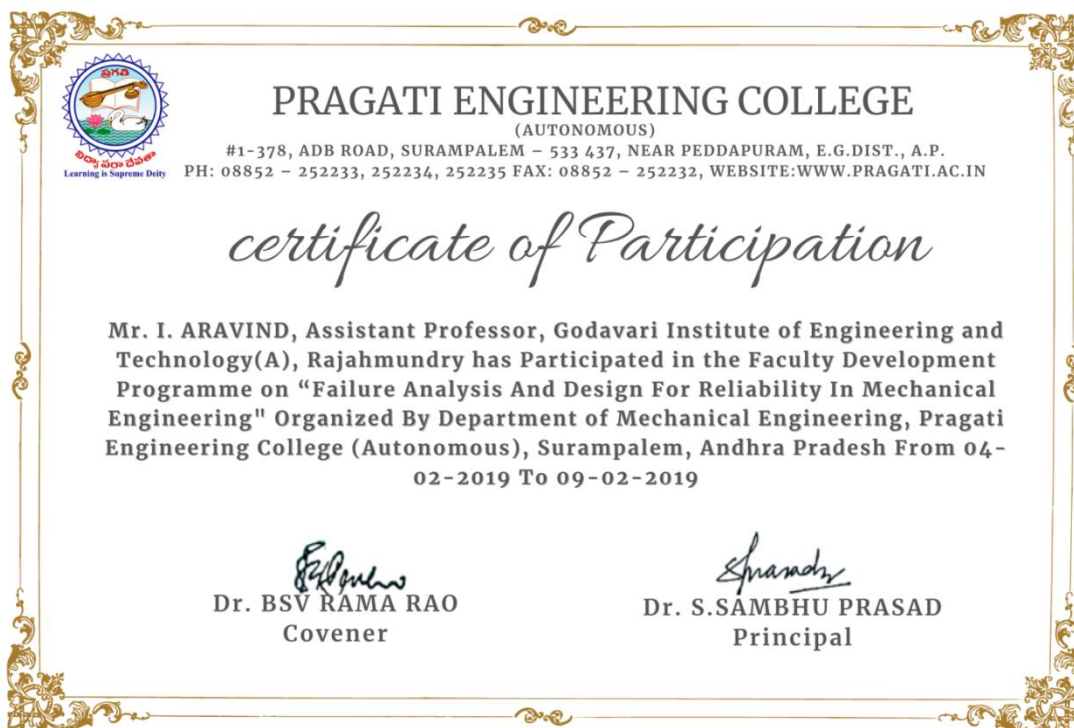 ప్రగతి
విద్యా పరా దేవతా
Learning is Supreme Deity
PRAGATI ENGINEERING COLLEGE
(AUTONOMOUS)
#1-378, ADB ROAD, SURAMPALEM – 533 437, NEAR PEDDAPURAM, E.G.DIST., A.P.
PH: 08852 – 252233, 252234, 252235 FAX: 08852 – 252232, WEBSITE:WWW.PRAGATI.AC.IN
certificate of Participation
Mr. I. ARAVIND, Assistant Professor, Godavari Institute of Engineering and
Technology(A), Rajahmundry has Participated in the Faculty Development
Programme on “Failure Analysis And Design For Reliability In Mechanical
Engineering" Organized By Department of Mechanical Engineering, Pragati
Engineering College (Autonomous), Surampalem, Andhra Pradesh From 04-
02-2019 To 09-02-2019
Dr. BSV RAMA RAO
Covener
Dr. S.SAMBHU PRASAD
Principal